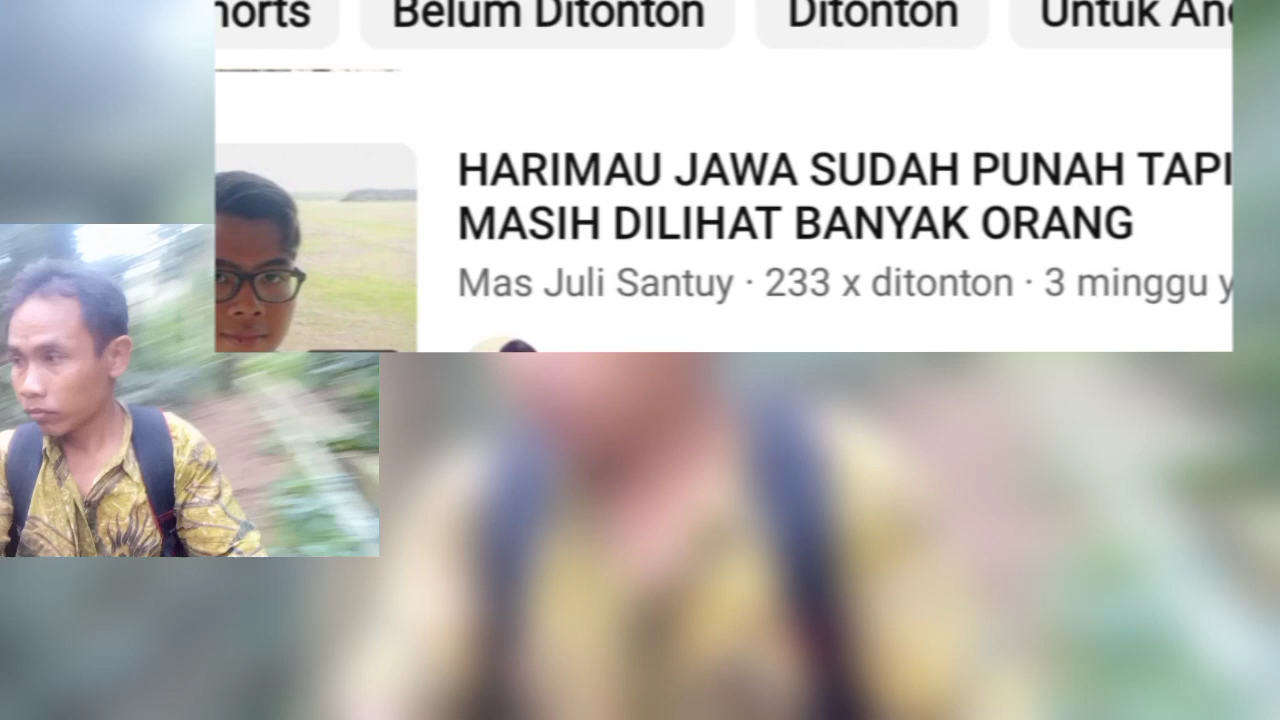 Belum Ditonton
Ditonton
Untuk
HARIMAU JAWA SUDAH PUNAH TAPI
MASIH DILIHAT BANYAK ORANG
Mas Juli Santuy · 233 x ditonton · 3 minggu y